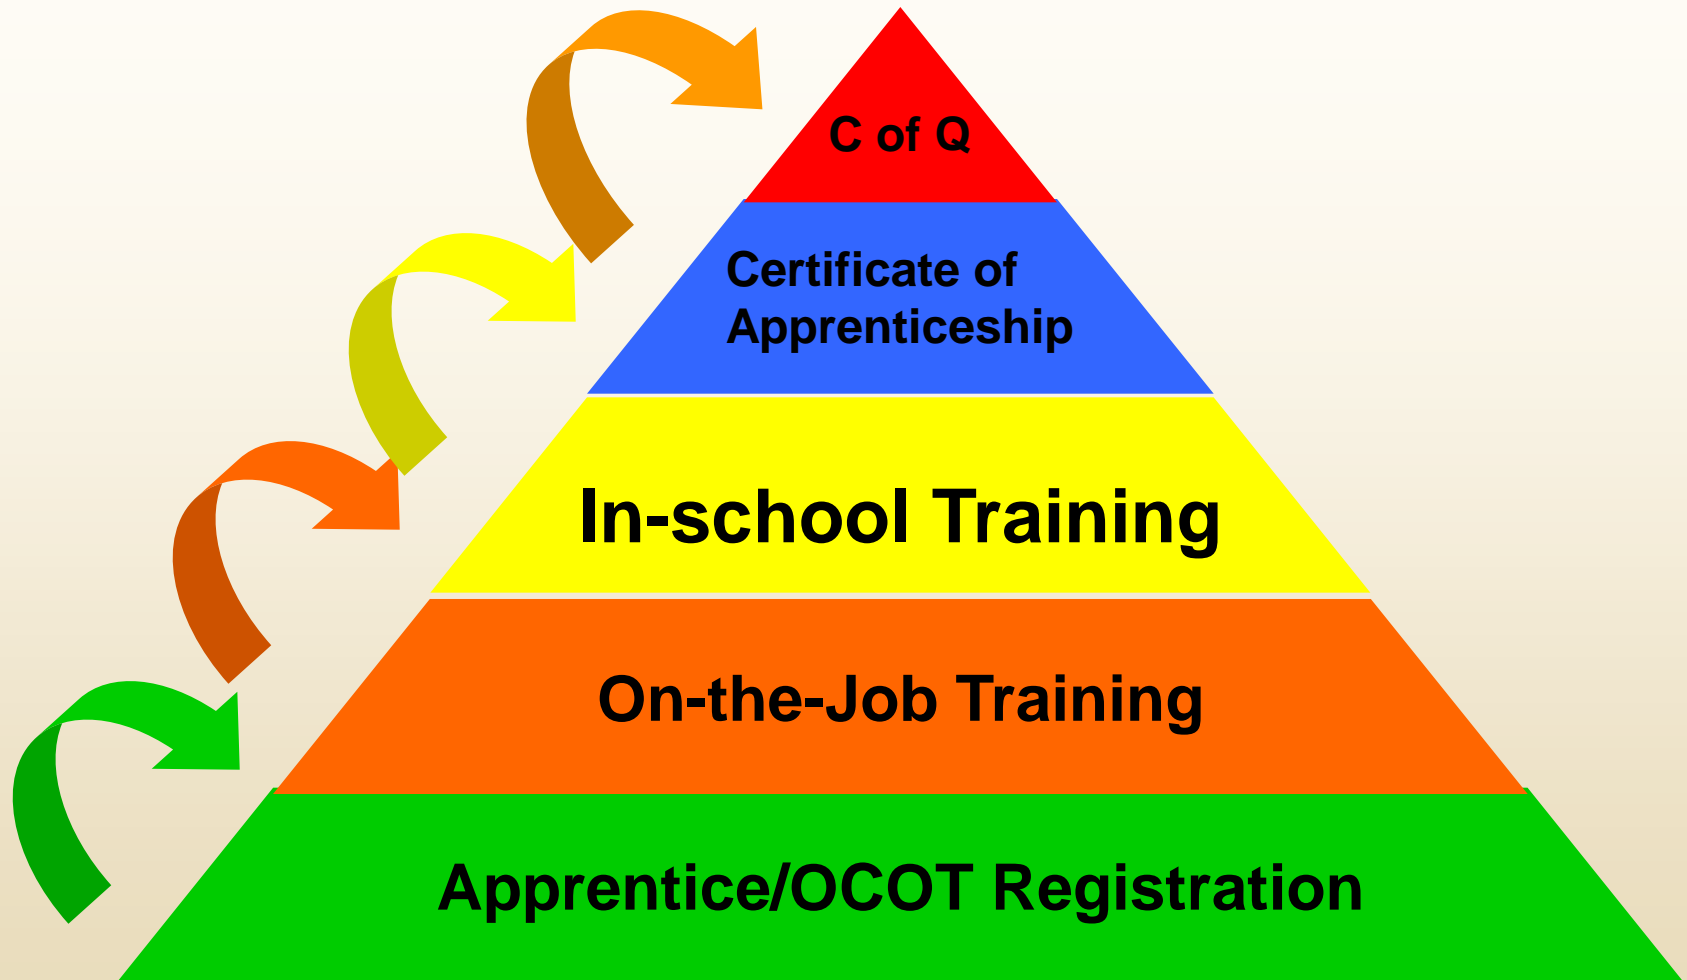 C of Q
Certificate of
Apprenticeship
In-school Training
On-the-Job Training
Apprentice/OCOT Registration